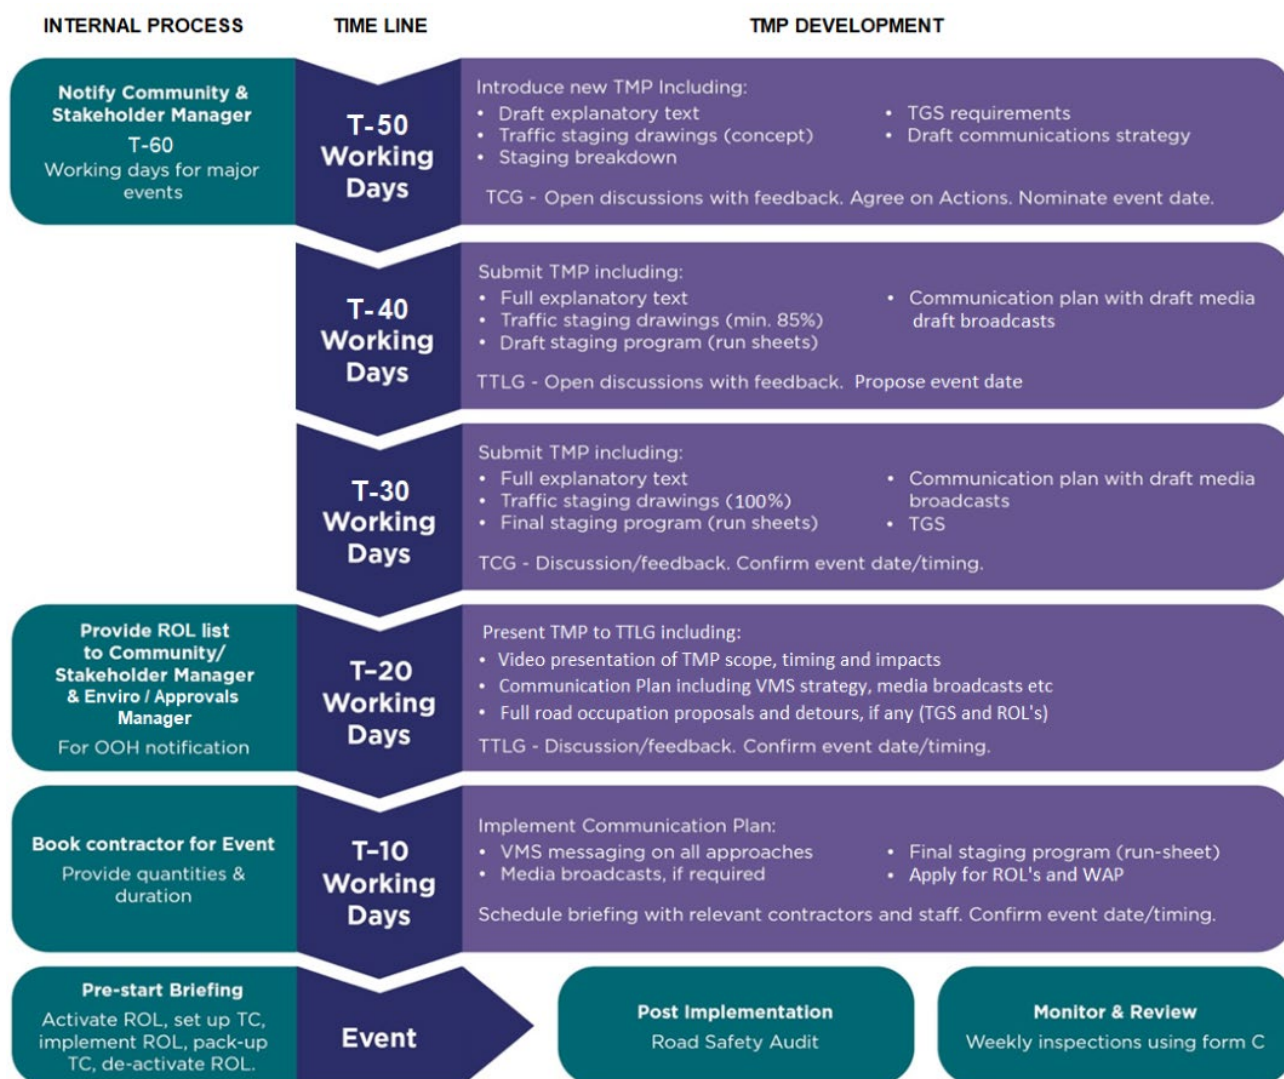 INTERNAL PROCESS
TIME LINE
TMP DEVELOPMENT
Notify Community &
Stakeholder Manager
T-60
Working days for major
events
T-50
Working
Days
Introduce new TMP Including:
• Draft explanatory text
• Traffic staging drawings (concept)
• Staging breakdown
• TGS requirements
• Draft communications strategy
TCG - Open discussions with feedback. Agree on Actions. Nominate event date.
T-40
Working
Days
Submit TMP including:
• Full explanatory text
• Traffic staging drawings (min. 85%)
• Draft staging program (run sheets)
• Communication plan with draft media
draft broadcasts
TTLG - Open discussions with feedback. Propose event date
T-30
Working
Days
Submit TMP including:
• Full explanatory text
• Traffic staging drawings (100%)
• Final staging program (run sheets)
• Communication plan with draft media
broadcasts
• TGS
TCG - Discussion/feedback. Confirm event date/timing.
Provide ROL list
to Community/
Stakeholder Manager
& Enviro / Approvals
Manager
For OOH notification
T-20
Working
Days
Present TMP to TTLG including:
• Video presentation of TMP scope, timing and impacts
• Communication Plan including VMS strategy, media broadcasts etc
• Full road occupation proposals and detours, if any (TGS and ROL's)
TTLG - Discussion/feedback. Confirm event date/timing.
Book contractor for Event
Provide quantities &
duration
T-10
Working
Days
Implement Communication Plan:
• VMS messaging on all approaches
• Media broadcasts, if required
• Final staging program (run-sheet)
• Apply for ROL's and WAP
Schedule briefing with relevant contractors and staff. Confirm event date/timing.
Pre-start Briefing
Activate ROL, set up TC,
implement ROL, pack-up
TC, de-activate ROL.
Event
Post Implementation
Road Safety Audit
Monitor & Review
Weekly inspections using form C